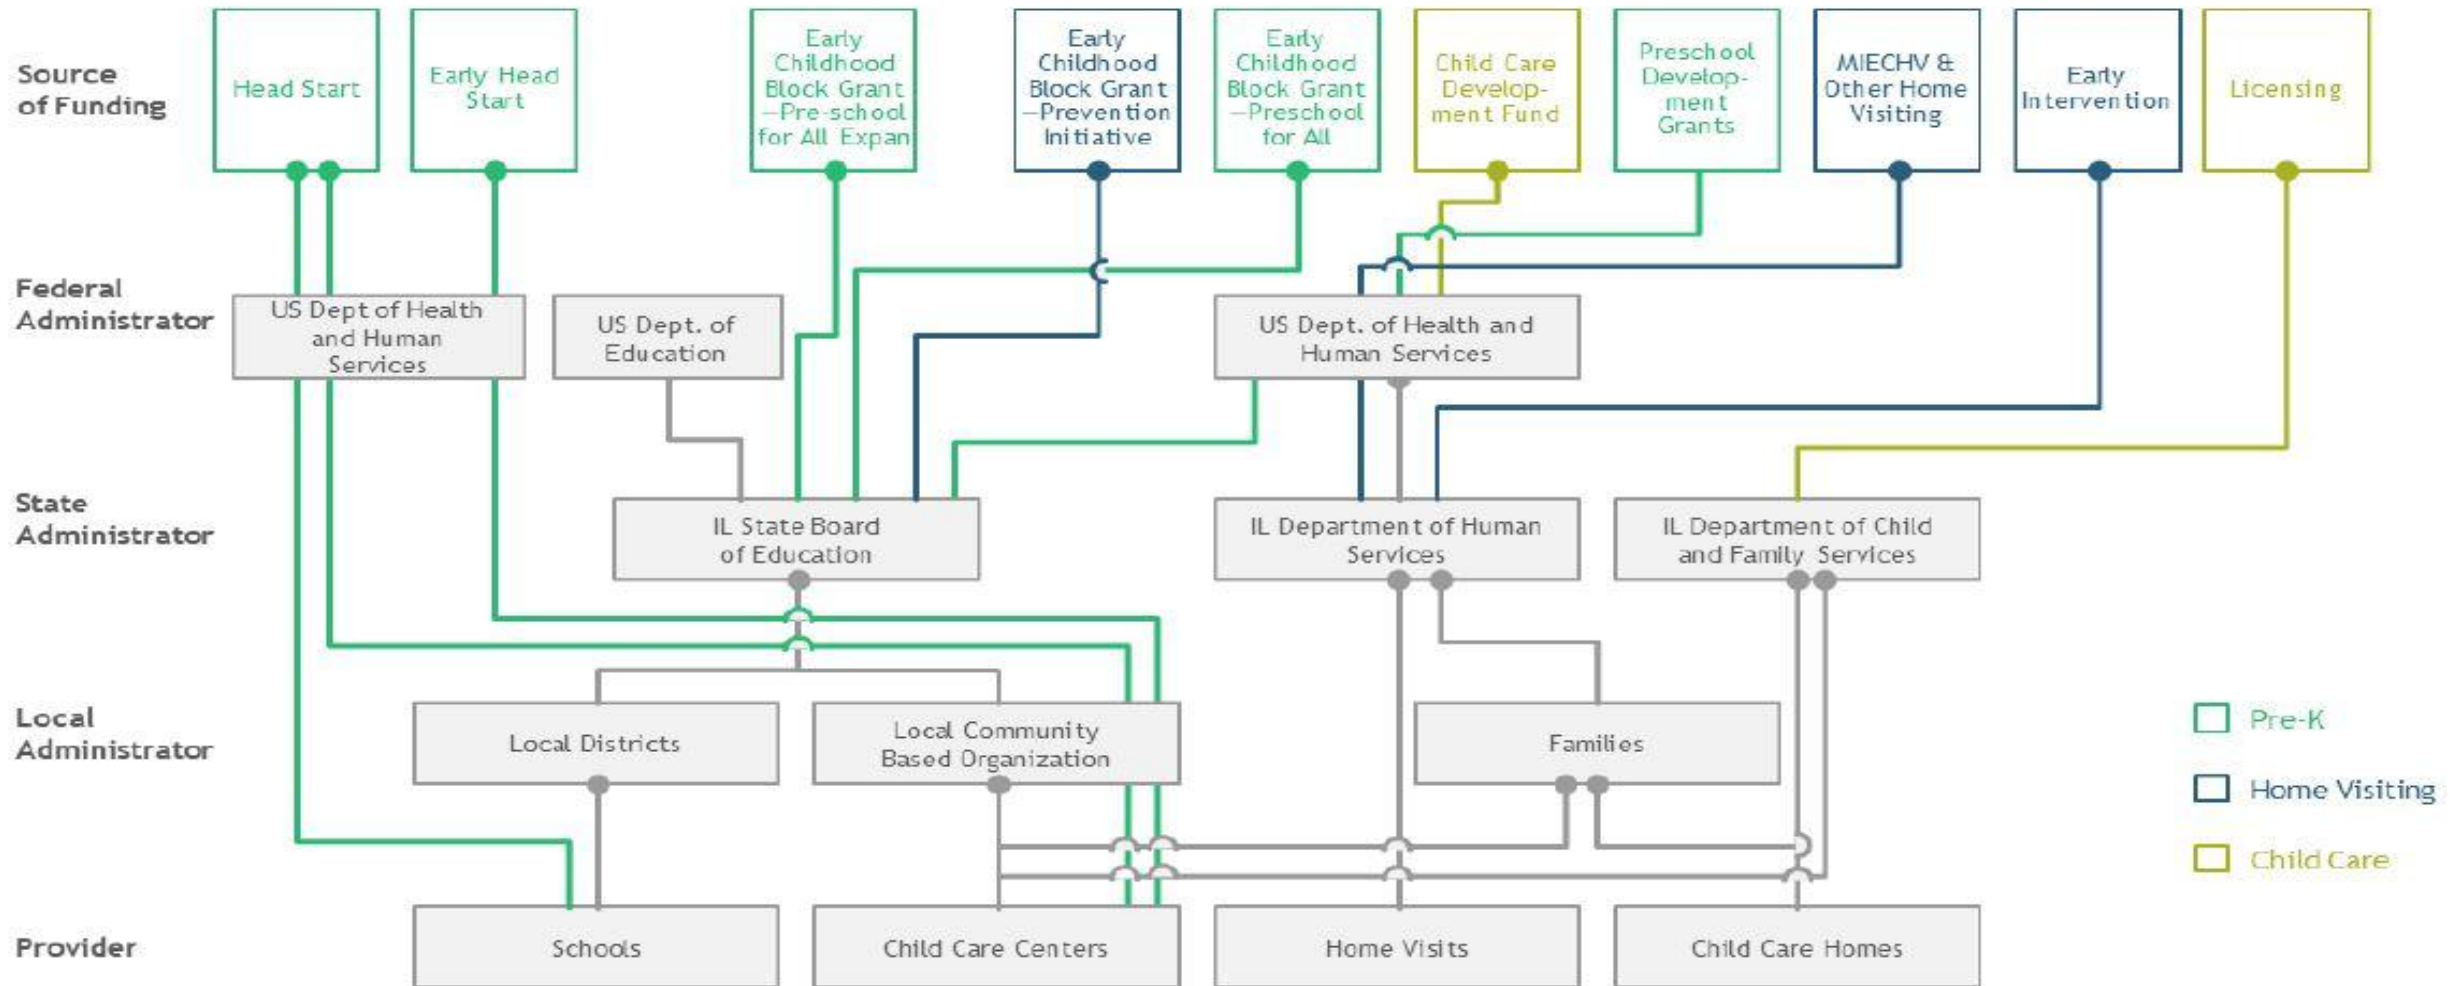 Source
of Funding
Head Start
Early Head
Start
Early
Childhood
Block Grant
—Pre-school
for All Expan
Early
Childhood
Block Grant
—Prevention
Initiative
Early
Childhood
Block Grant
—Preschool
for All
Child Care
Develop-
ment Fund
Preschool
Develop-
ment
Grants
MIECHV &
Other Home
Visiting
Early
Intervention
Licensing
Federal
Administrator
US Dept of Health
and Human
Services
US Dept. of
Education
US Dept. of Health and
Human Services
State
Administrator
IL State Board
of Education
IL Department of Human
Services
IL Department of Child
and Family Services
Local
Administrator
Local Districts
Local Community
Based Organization
Families
Pre-K
Home Visiting
Child Care
Provider
Schools
Child Care Centers
Home Visits
Child Care Homes